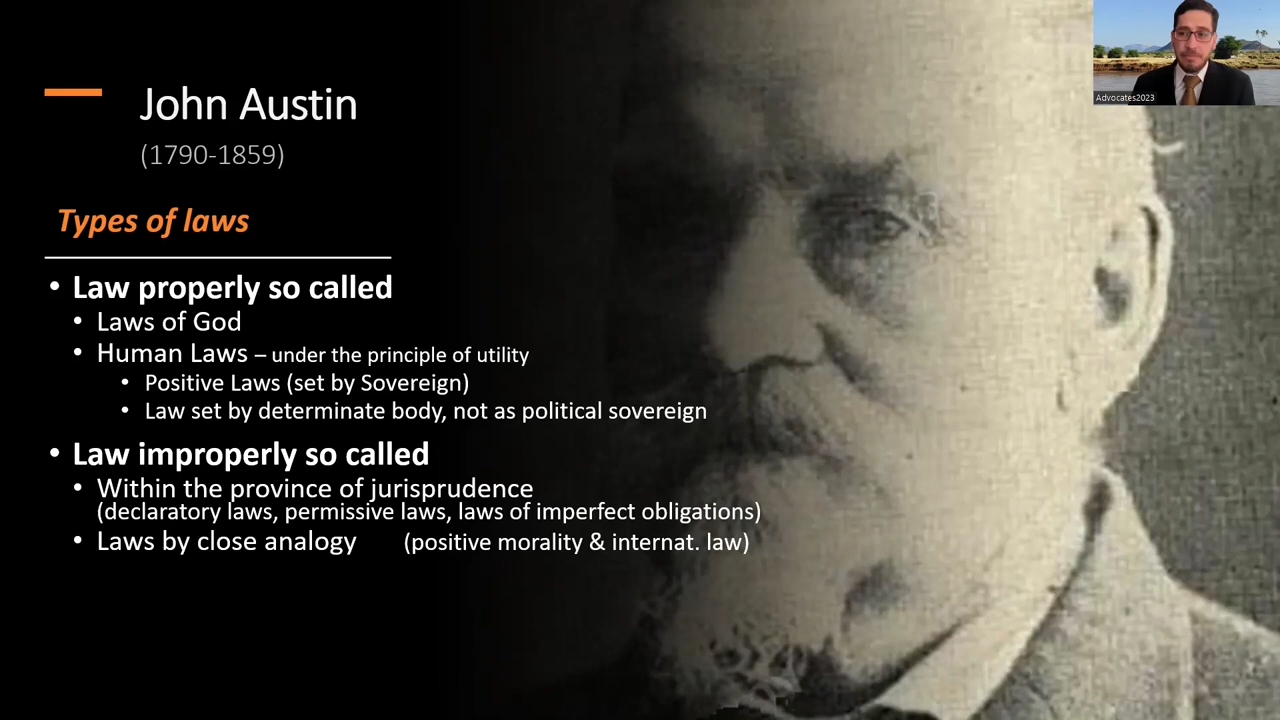 John Austin
(1790-1859)
Types of laws
• Law properly so called
• Laws of God
• Human Laws – under the principle of utility
• Positive Laws (set by Sovereign)
• Law set by determinate body, not as political sovereign
• Law improperly so called
• Within the province of jurisprudence
(declaratory laws, permissive laws, laws of imperfect obligations)
• Laws by close analogy (positive morality & internat. law)
Advocates2023